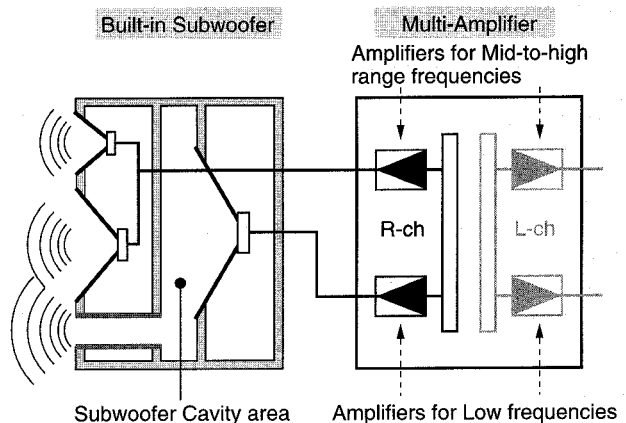 Built-in Subwoofer
Multi-Amplifier
Amplifiers for Mid-to-high
range frequencies
R-ch
L-ch
Subwoofer Cavity area
Amplifiers for Low frequencies